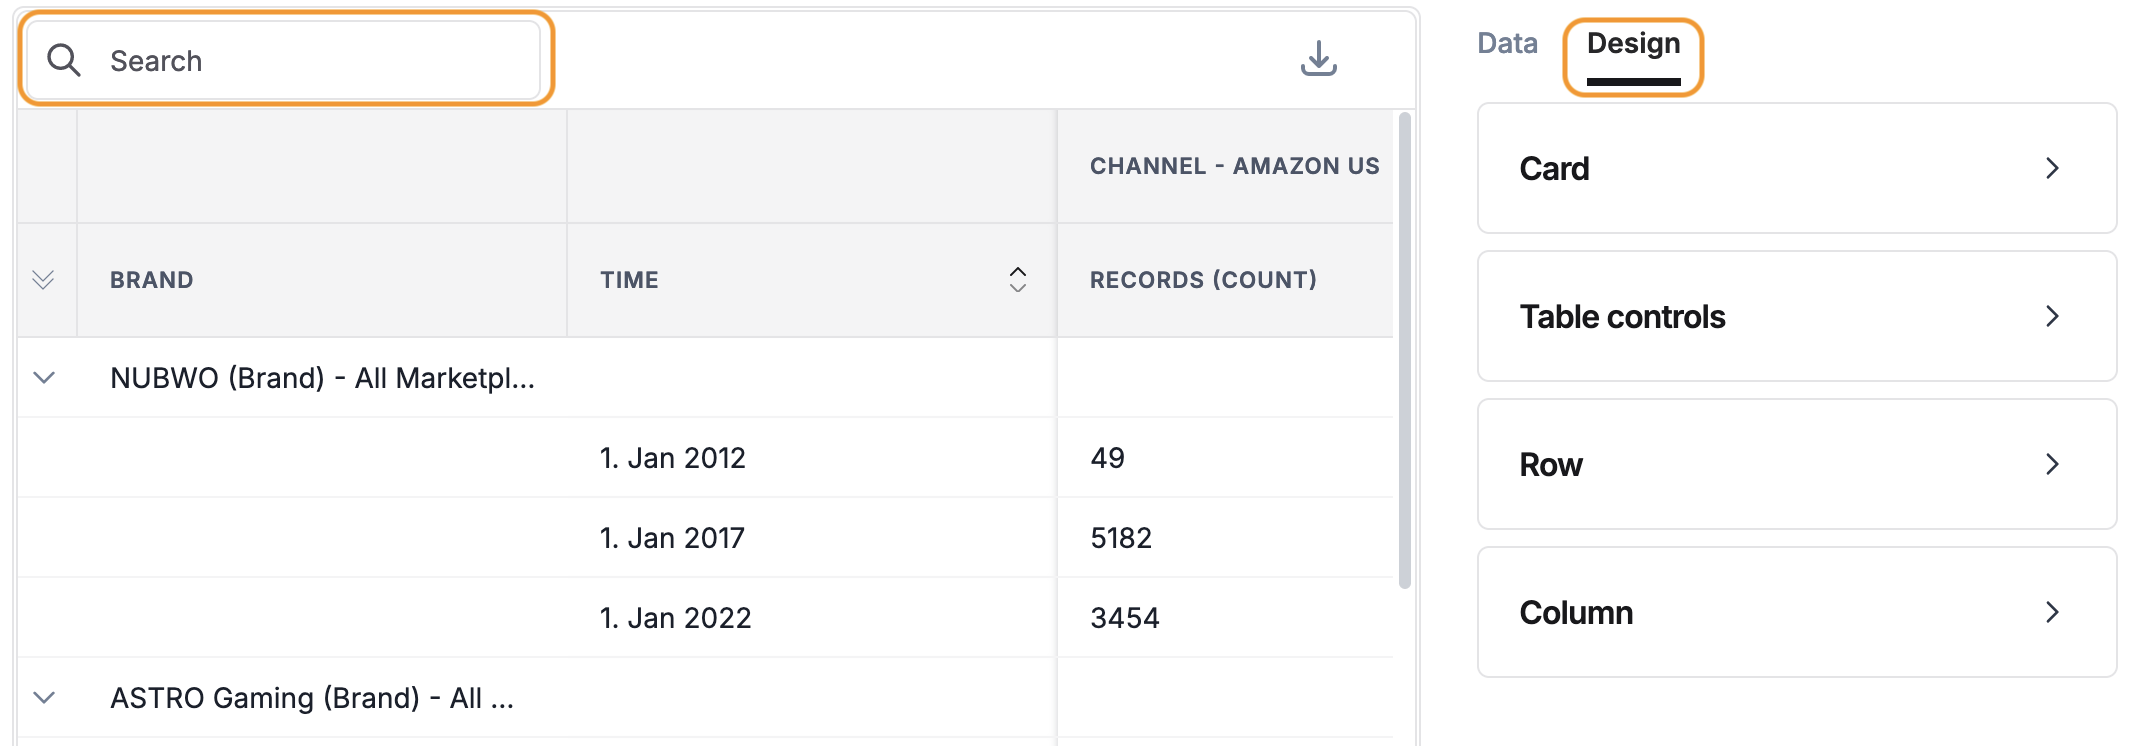 Search
Data
Design
CHANNEL - AMAZON US
BRAND
TIME
RECORDS (COUNT)
NUBWO (Brand) - All Marketpl...
1. Jan 2012
49
1. Jan 2017
5182
1. Jan 2022
3454
ASTRO Gaming (Brand) - All ...
Card
Table controls
Row
Column